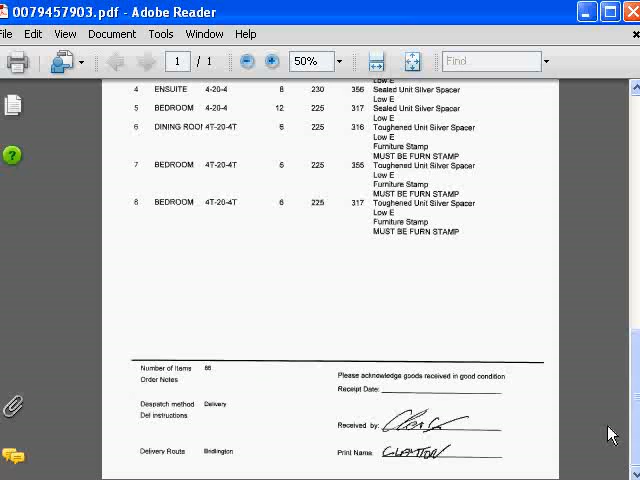 0079457903.pdf - Adobe Reader
File Edit View Document Tools Window Help
1 / 1 50% Find
Low E
4 ENSUITE 4-20-4 8 230 356 Sealed Unit Silver Spacer
Low E
5 BEDROOM 4-20-4 12 225 317 Sealed Unit Silver Spacer
Low E
6 DINING ROO 4T-20-4T 6 225 316 Toughened Unit Silver Spacer
Low E
Furniture Stamp
MUST BE FURN STAMP
7 BEDROOM 4T-20-4T 5 225 355 Toughened Unit Silver Spacer
Low E
Furniture Stamp
MUST BE FURN STAMP
8 BEDROOM 4T-20-4T 6 225 317 Toughened Unit Silver Spacer
Low E
Furniture Stamp
MUST BE FURN STAMP
Number of Items 66
Order Notes
Please acknowledge goods received in good condition
Receipt Date:
Despatch method Delivery
Del instructions
Received by:
Delivery Route Bridlington
Print Name: CLAYTON